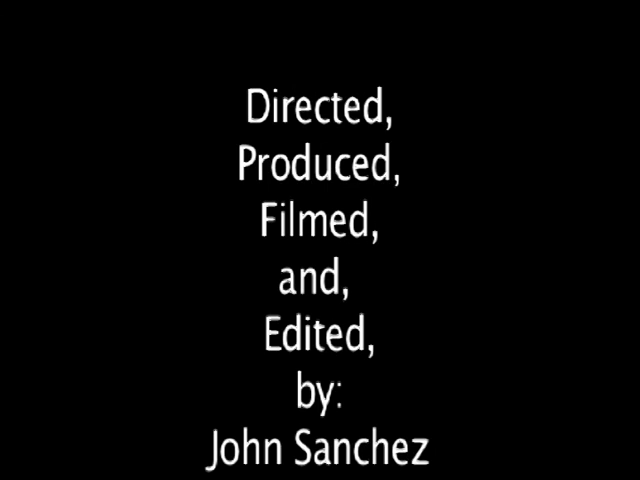 Directed,
Produced,
Filmed,
and,
Edited,
by:
John Sanchez